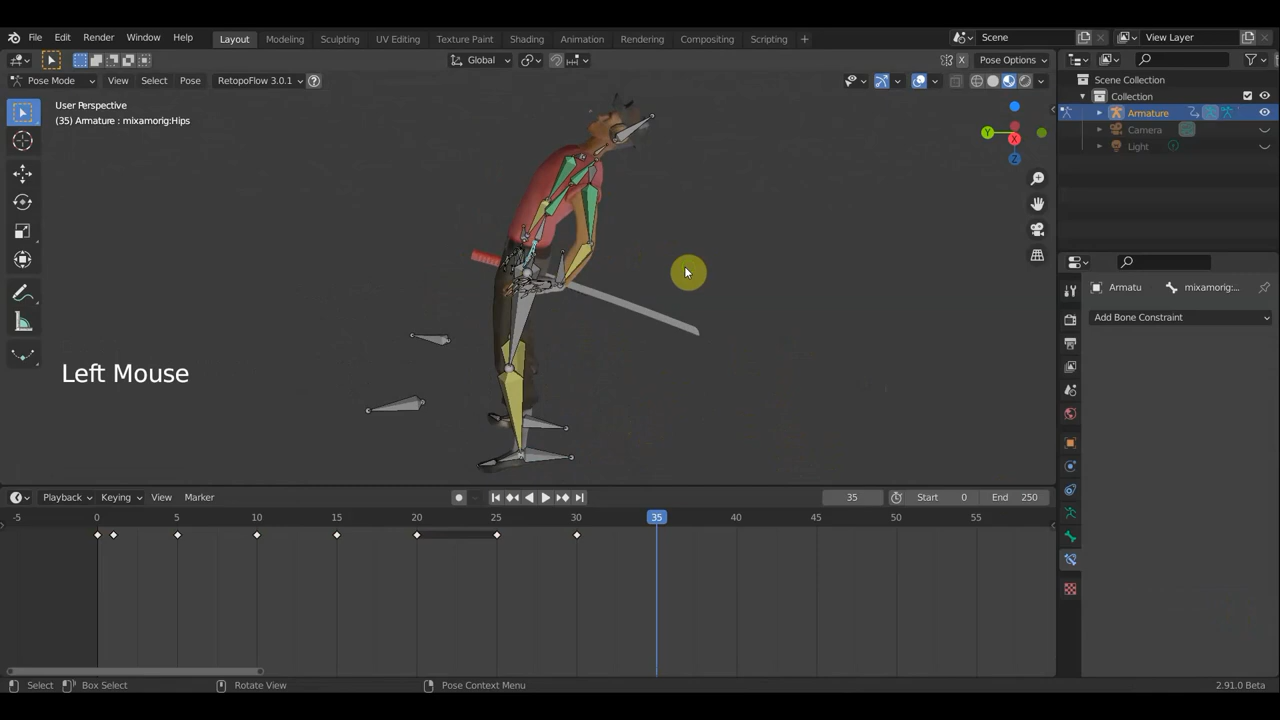 File Edit Render Window Help Layout Modeling Sculpting UV Editing Texture Paint Shading Animation Rendering Compositing Scripting + Scene View Layer
Global Pose Options
Pose Mode View Select Pose RetopoFlow 3.0.1 ?
User Perspective
(35) Armature : mixamorig:Hips
X
Y
Z
Left Mouse
Scene Collection
Collection
Armature
Camera
Light
Armatu mixamorig:...
Add Bone Constraint
Playback Keying View Marker 35 Start 0 End 250
-5 0 5 10 15 20 25 30 35 40 45 50 55
Select Box Select Rotate View Pose Context Menu 2.91.0 Beta